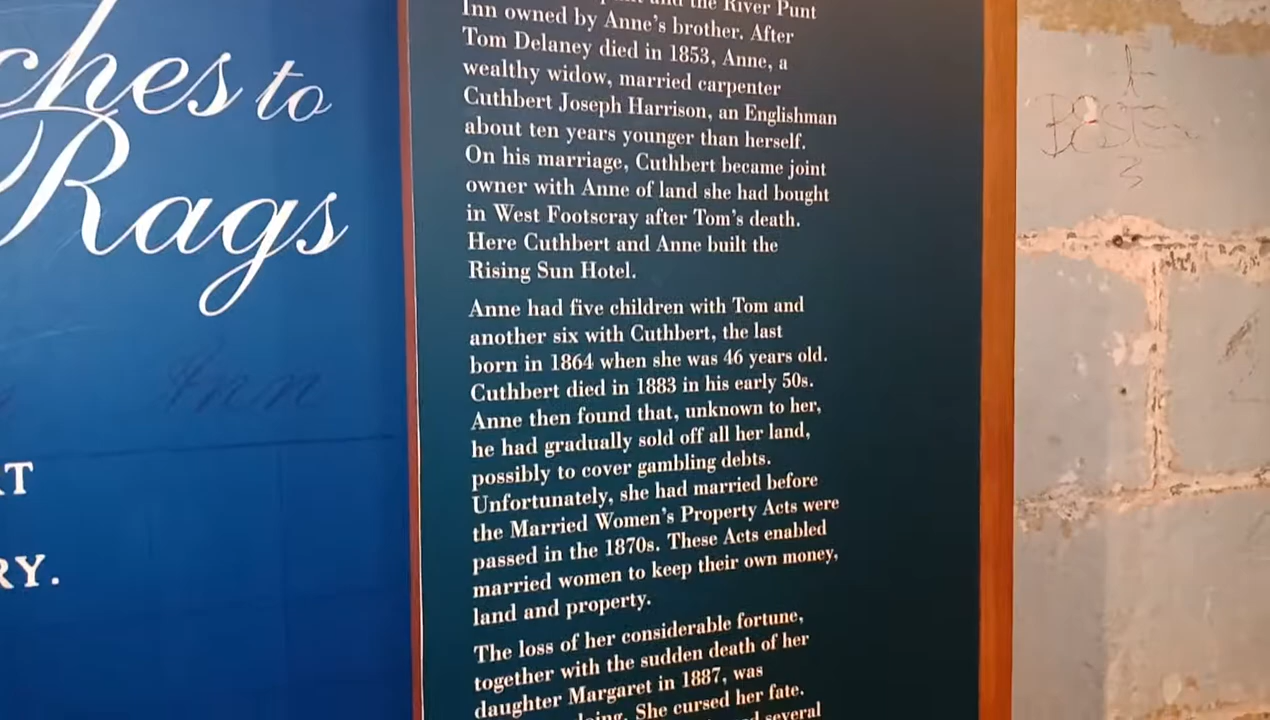 ches to
Rags
Inn
RT
RY.
and the River Punt
Inn owned by Anne's brother. After
Tom Delaney died in 1853, Anne, a
wealthy widow, married carpenter
Cuthbert Joseph Harrison, an Englishman
about ten years younger than herself.
On his marriage, Cuthbert became joint
owner with Anne of land she had bought
in West Footscray after Tom's death.
Here Cuthbert and Anne built the
Rising Sun Hotel.
Anne had five children with Tom and
another six with Cuthbert, the last
born in 1864 when she was 46 years old.
Cuthbert died in 1883 in his early 50s.
Anne then found that, unknown to her,
he had gradually sold off all her land,
possibly to cover gambling debts.
Unfortunately, she had married before
the Married Women's Property Acts were
passed in the 1870s. These Acts enabled
married women to keep their own money,
land and property.
The loss of her considerable fortune,
together with the sudden death of her
daughter Margaret in 1887, was
She cursed her fate.
several